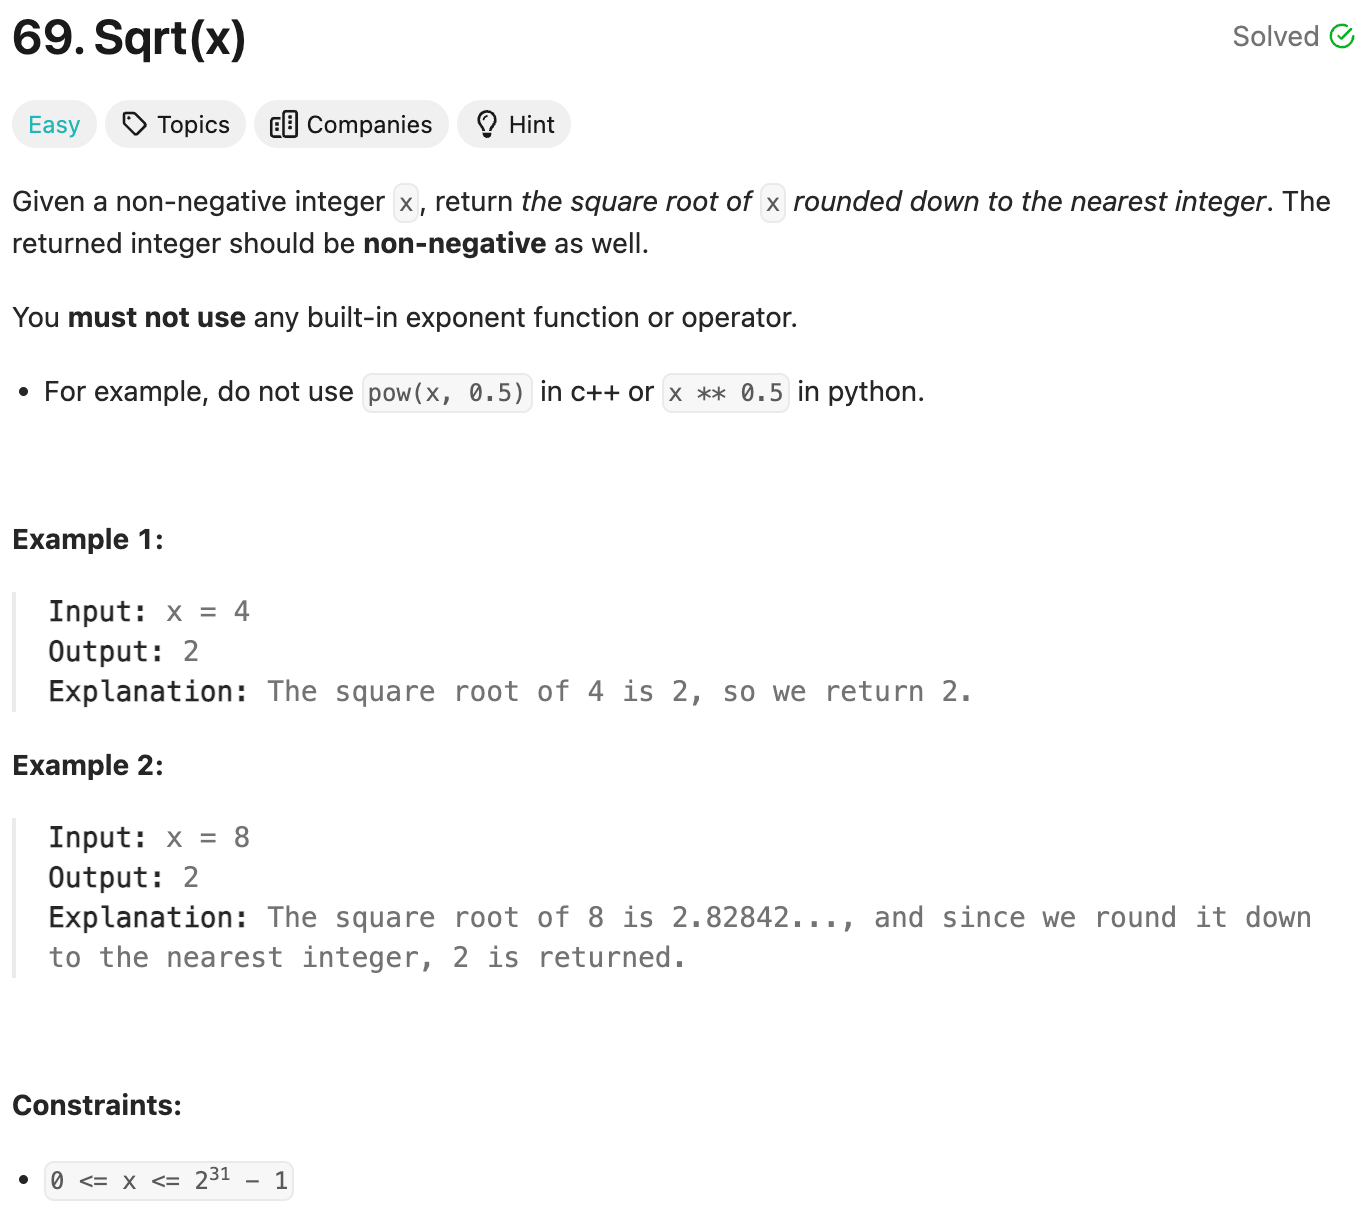 69. Sqrt(x)
Solved
Easy Topics Companies Hint
Given a non-negative integer x, return the square root of x rounded down to the nearest integer. The
returned integer should be non-negative as well.
You must not use any built-in exponent function or operator.
• For example, do not use pow(x, 0.5) in c++ or x ** 0.5 in python.
Example 1:
Input: x = 4
Output: 2
Explanation: The square root of 4 is 2, so we return 2.
Example 2:
Input: x = 8
Output: 2
Explanation: The square root of 8 is 2.82842..., and since we round it down
to the nearest integer, 2 is returned.
Constraints:
• 0 <= x <= 2³¹ - 1